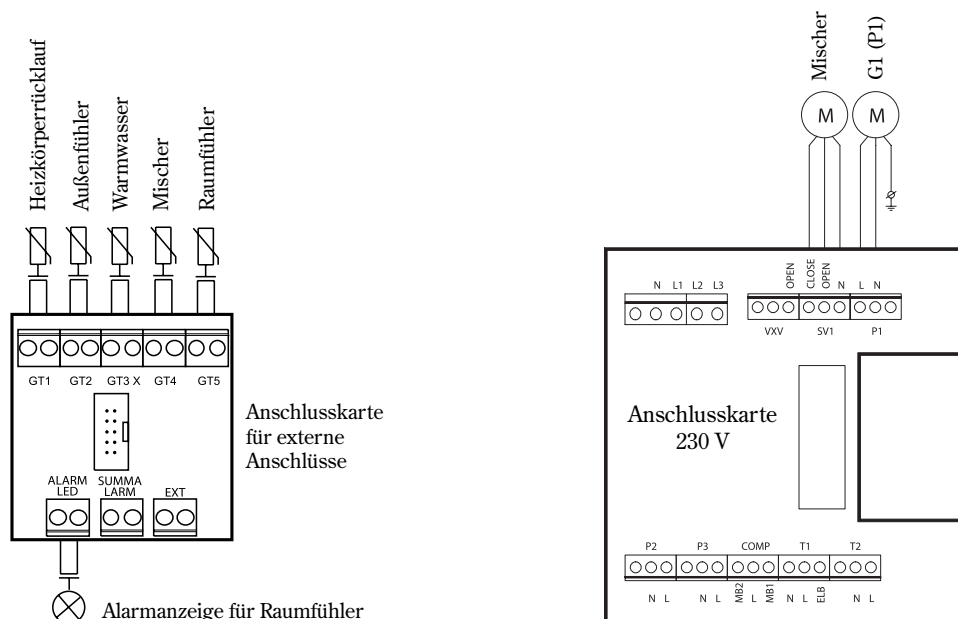 Heizkörperrücklauf
Außenfühler
Warmwasser
Mischer
Raumfühler
GT1 GT2 GT3 X GT4 GT5
Anschlusskarte
für externe
Anschlüsse
ALARM
LED
SUMMA
LARM
EXT
Alarmanzeige für Raumfühler
Mischer
G1 (P1)
M M
N L1 L2 L3
OPEN
CLOSE
OPEN
N L N
VXV SV1 P1
Anschlusskarte
230 V
P2 P3 COMP T1 T2
N L N L MB2 L MB1 N L ELB N L